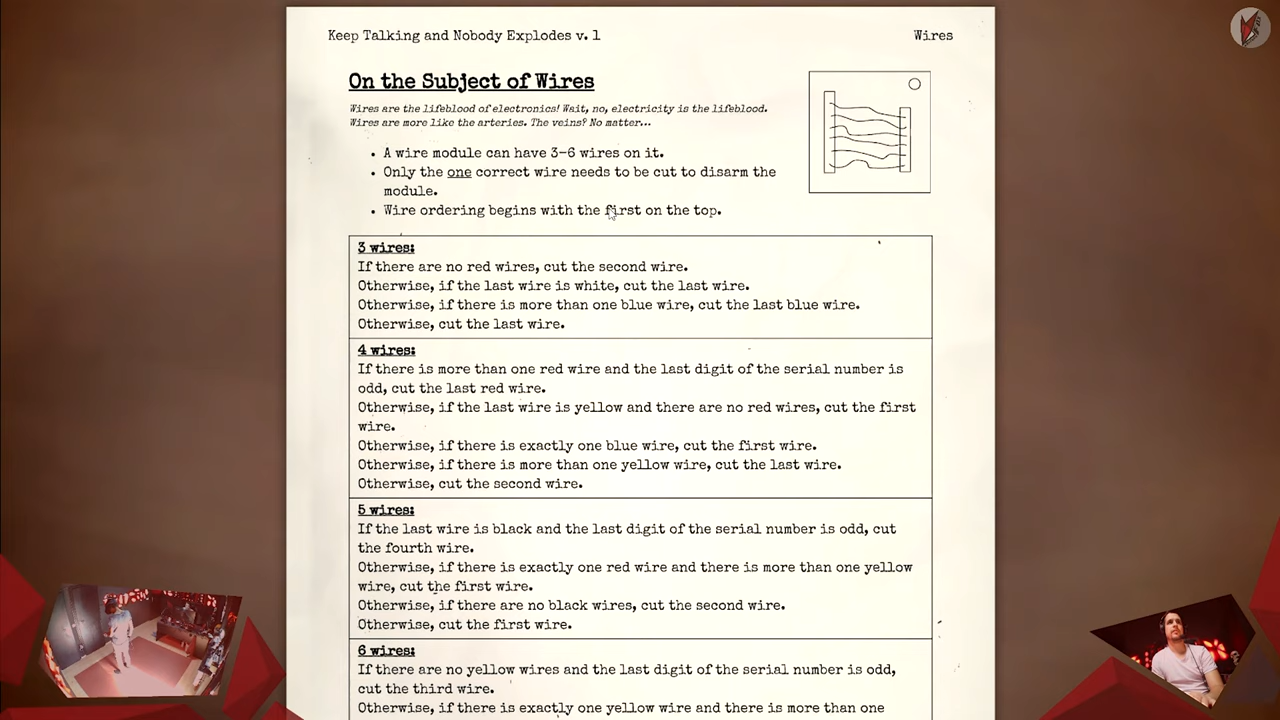 Keep Talking and Nobody Explodes v. 1
Wires
On the Subject of Wires
Wires are the lifeblood of electronics! Wait, no, electricity is the lifeblood.
Wires are more like the arteries. The veins? No matter...
• A wire module can have 3-6 wires on it.
• Only the one correct wire needs to be cut to disarm the
module.
• Wire ordering begins with the first on the top.
3 wires:
If there are no red wires, cut the second wire.
Otherwise, if the last wire is white, cut the last wire.
Otherwise, if there is more than one blue wire, cut the last blue wire.
Otherwise, cut the last wire.
4 wires:
If there is more than one red wire and the last digit of the serial number is
odd, cut the last red wire.
Otherwise, if the last wire is yellow and there are no red wires, cut the first
wire.
Otherwise, if there is exactly one blue wire, cut the first wire.
Otherwise, if there is more than one yellow wire, cut the last wire.
Otherwise, cut the second wire.
5 wires:
If the last wire is black and the last digit of the serial number is odd, cut
the fourth wire.
Otherwise, if there is exactly one red wire and there is more than one yellow
wire, cut the first wire.
Otherwise, if there are no black wires, cut the second wire.
Otherwise, cut the first wire.
6 wires:
If there are no yellow wires and the last digit of the serial number is odd,
cut the third wire.
Otherwise, if there is exactly one yellow wire and there is more than one